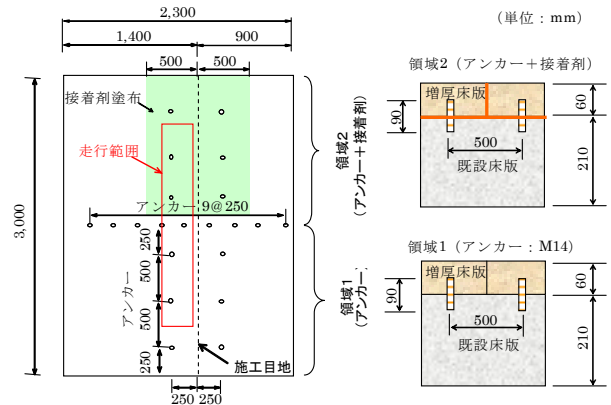 2,300
1,400
900
500
500
接着剤塗布
走行範囲
3,000
アンカー9@250
アンカー
250
500
500
250
250
250
施工目地
領域2
(アンカー＋接着剤)
領域1
(アンカー)
（単位：mm）
領域2（アンカー＋接着剤）
増厚床版
90
500
既設床版
60
210
領域1（アンカー：M14）
増厚床版
90
500
既設床版
60
210